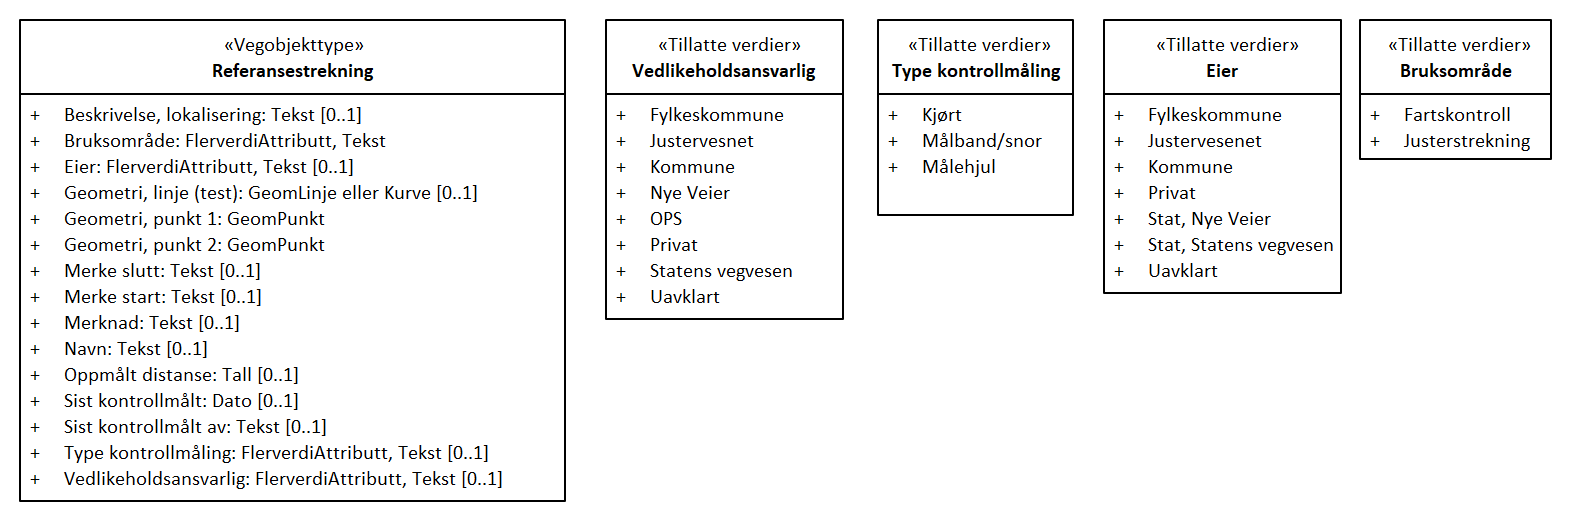 «Vegobjekttype»
Referansestrekning
+ Beskrivelse, lokalisering: Tekst [0..1]
+ Bruksområde: FlerverdiAttributt, Tekst
+ Eier: FlerverdiAttributt, Tekst [0..1]
+ Geometri, linje (test): GeomLinje eller Kurve [0..1]
+ Geometri, punkt 1: GeomPunkt
+ Geometri, punkt 2: GeomPunkt
+ Merke slutt: Tekst [0..1]
+ Merke start: Tekst [0..1]
+ Merknad: Tekst [0..1]
+ Navn: Tekst [0..1]
+ Oppmålt distanse: Tall [0..1]
+ Sist kontrollmålt: Dato [0..1]
+ Sist kontrollmålt av: Tekst [0..1]
+ Type kontrollmåling: FlerverdiAttributt, Tekst [0..1]
+ Vedlikeholdsansvarlig: FlerverdiAttributt, Tekst [0..1]
«Tillatte verdier»
Vedlikeholdsansvarlig
+ Fylkeskommune
+ Justervesnet
+ Kommune
+ Nye Veier
+ OPS
+ Privat
+ Statens vegvesen
+ Uavklart
«Tillatte verdier»
Type kontrollmåling
+ Kjørt
+ Målbånd/snor
+ Målehjul
«Tillatte verdier»
Eier
+ Fylkeskommune
+ Justervesenet
+ Kommune
+ Privat
+ Stat, Nye Veier
+ Stat, Statens vegvesen
+ Uavklart
«Tillatte verdier»
Bruksområde
+ Fartskontroll
+ Justerstrekning